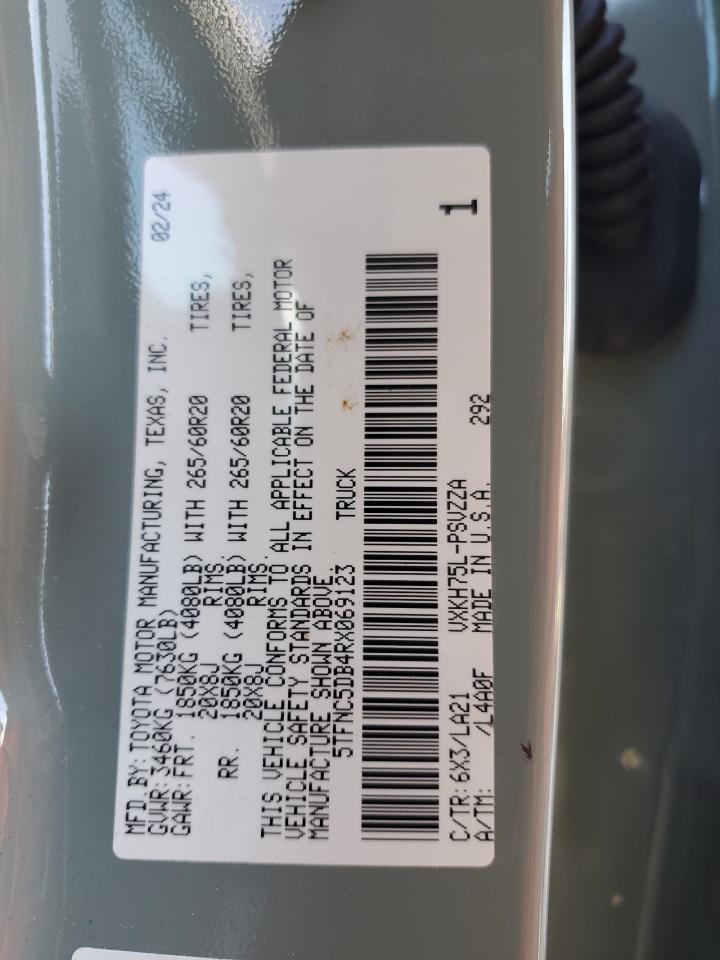 MFD.BY:TOYOTA MOTOR MANUFACTURING, TEXAS, INC. 02/24
GVWR:3460KG (7630LB)
GAWR:FRT. 1850KG (4080LB) WITH 265/60R20 TIRES,
20X8J RIMS.
RR. 1850KG (4080LB) WITH 265/60R20 TIRES,
20X8J RIMS.
THIS VEHICLE CONFORMS TO ALL APPLICABLE FEDERAL MOTOR
VEHICLE SAFETY STANDARDS IN EFFECT ON THE DATE OF
MANUFACTURE SHOWN ABOVE.
5TFNC5DB4RX069123 TRUCK
C/TR:6X3/LA21 VXKH75L-PSVZZA
A/TM: /L4A0F MADE IN U.S.A. 292
1